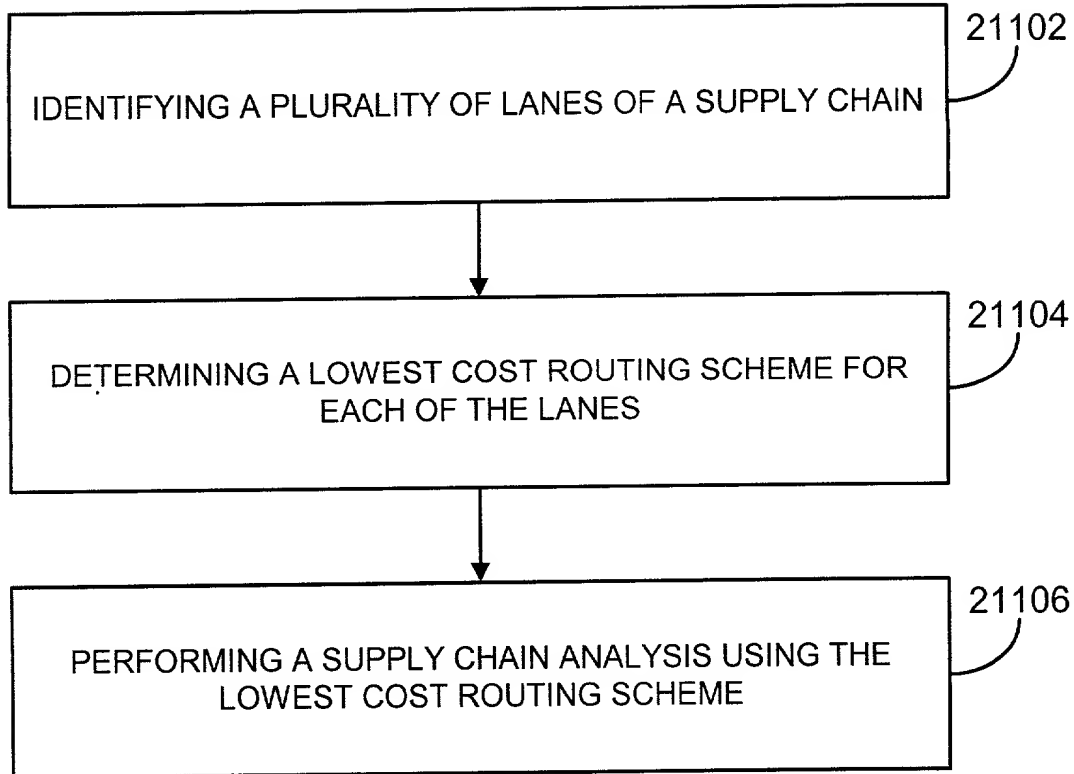 21102
IDENTIFYING A PLURALITY OF LANES OF A SUPPLY CHAIN
21104
DETERMINING A LOWEST COST ROUTING SCHEME FOR
EACH OF THE LANES
21106
PERFORMING A SUPPLY CHAIN ANALYSIS USING THE
LOWEST COST ROUTING SCHEME